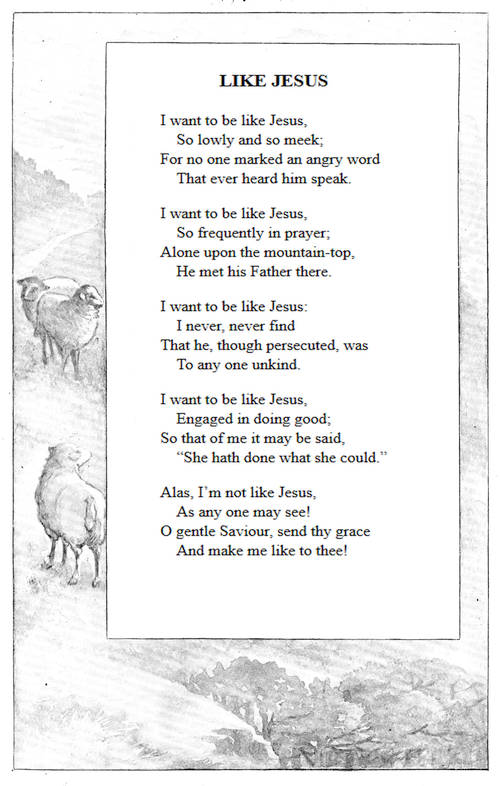 LIKE JESUS
I want to be like Jesus,
So lowly and so meek;
For no one marked an angry word
That ever heard him speak.
I want to be like Jesus,
So frequently in prayer;
Alone upon the mountain-top,
He met his Father there.
I want to be like Jesus:
I never, never find
That he, though persecuted, was
To any one unkind.
I want to be like Jesus,
Engaged in doing good;
So that of me it may be said,
“She hath done what she could.”
Alas, I’m not like Jesus,
As any one may see!
O gentle Saviour, send thy grace
And make me like to thee!